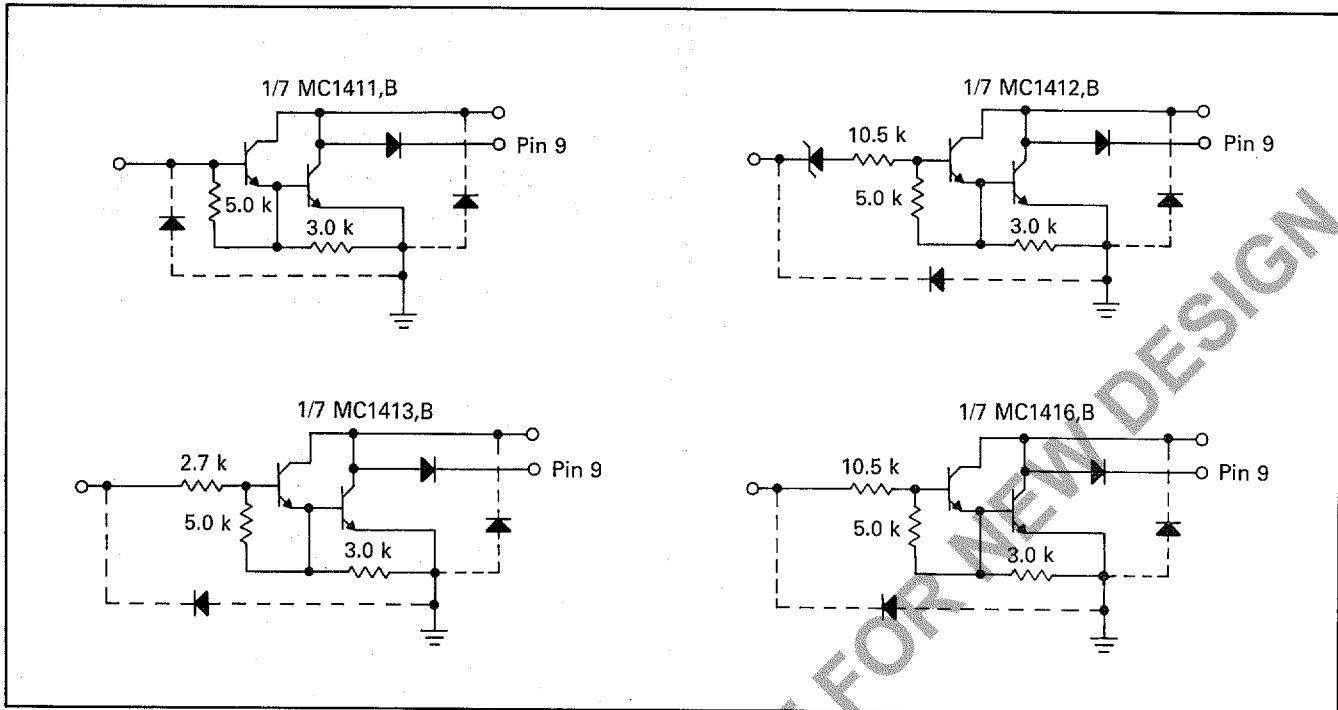 1/7 MC1411,B
Pin 9
5.0 k
3.0 k
1/7 MC1412,B
10.5 k
Pin 9
5.0 k
3.0 k
1/7 MC1413,B
2.7 k
Pin 9
5.0 k
3.0 k
1/7 MC1416,B
10.5 k
Pin 9
5.0 k
3.0 k
FOR NEW DESIGN